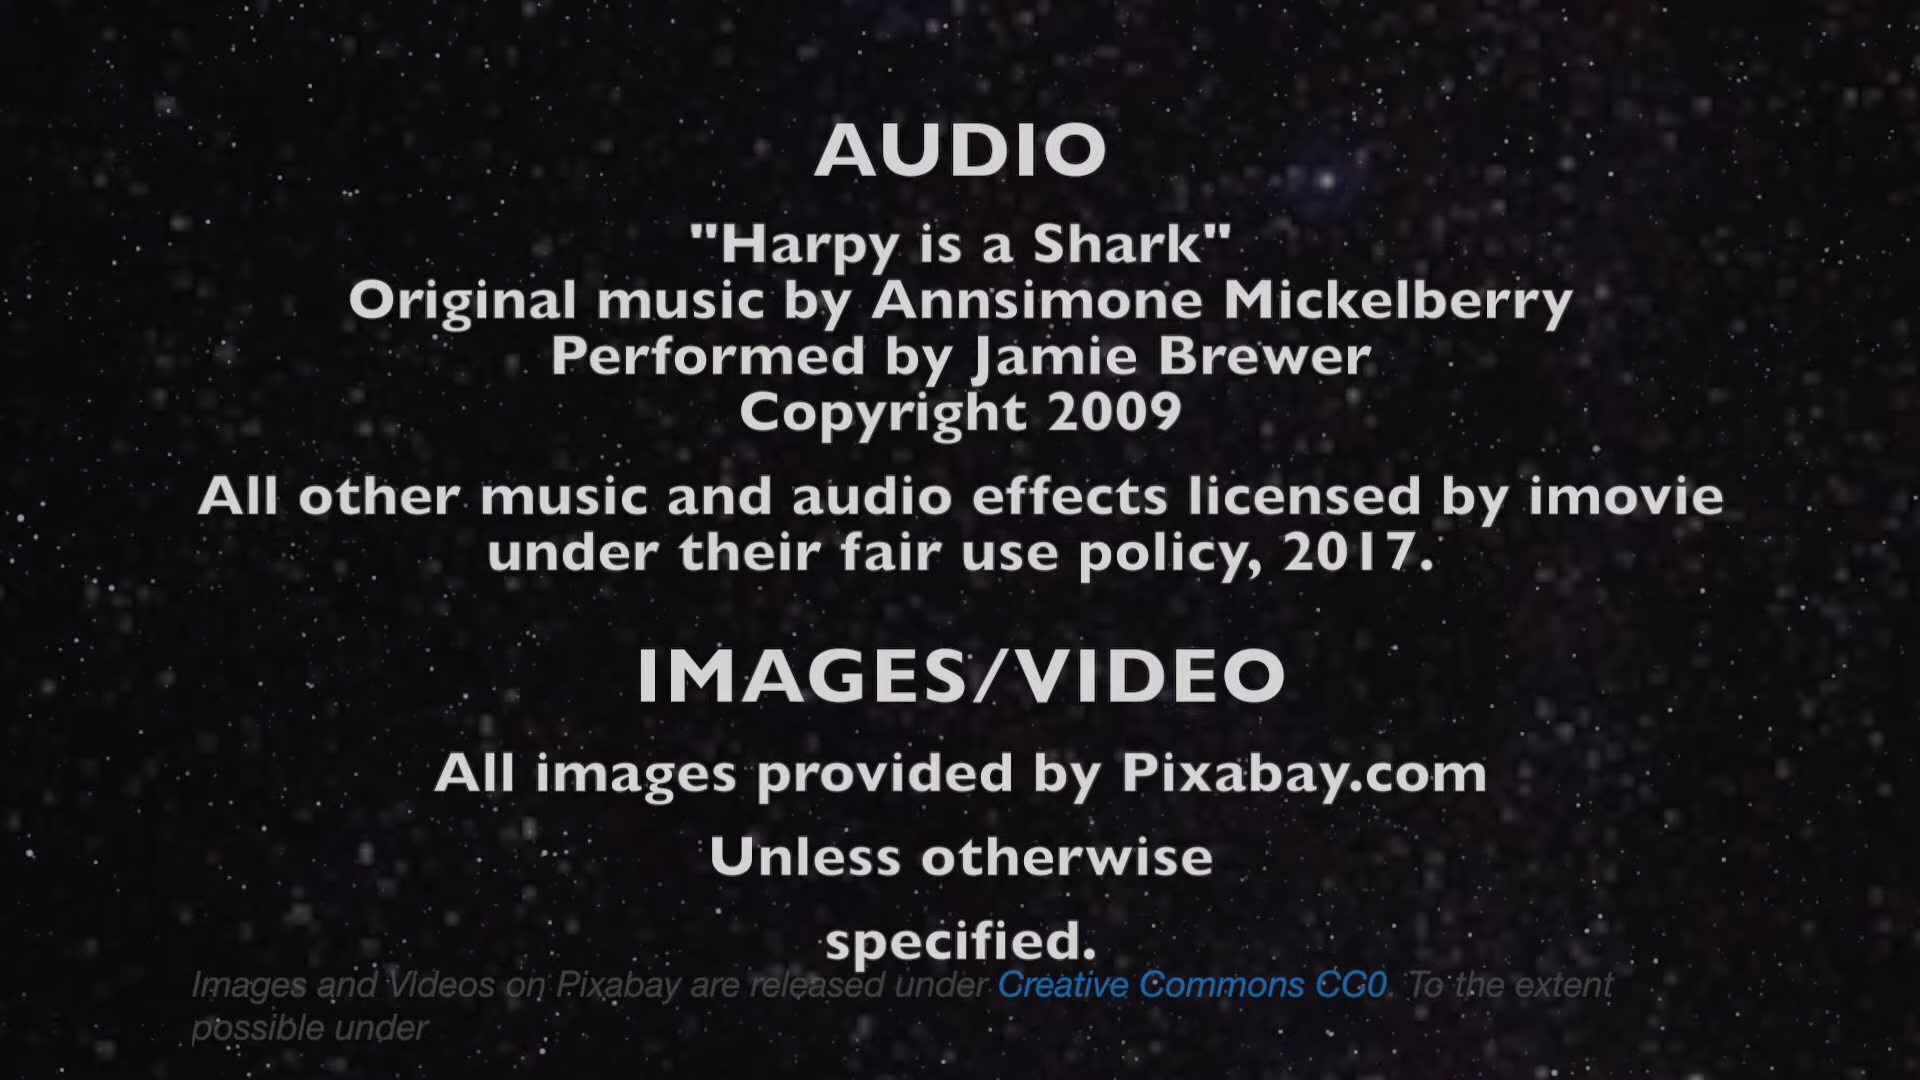 AUDIO
"Harpy is a Shark"
Original music by Annsimone Mickelberry
Performed by Jamie Brewer
Copyright 2009
All other music and audio effects licensed by imovie
under their fair use policy, 2017.
IMAGES/VIDEO
All images provided by Pixabay.com
Unless otherwise
specified.
Images and Videos on Pixabay are released under Creative Commons CC0. To the extent
possible under